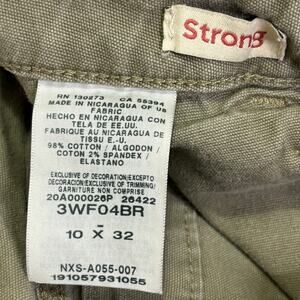 Strong
RN 130273 CA 55394
MADE IN NICARAGUA OF US
FABRIC
HECHO EN NICARAGUA CON
TELA DE EE.UU.
FABRIQUE AU NICARAGUA DE
TISSU E.-U.
98% COTTON / ALGODON /
COTON 2% SPANDEX /
ELASTANO
EXCLUSIVE OF DECORATION/EXCEPTO
DECORACION/EXCLUSIVE OF TRIMMING/
GARNITURE NON COMPRISE
20A000026P 26422
3WF04BR
10 X 32
NXS-A055-007
191057931055